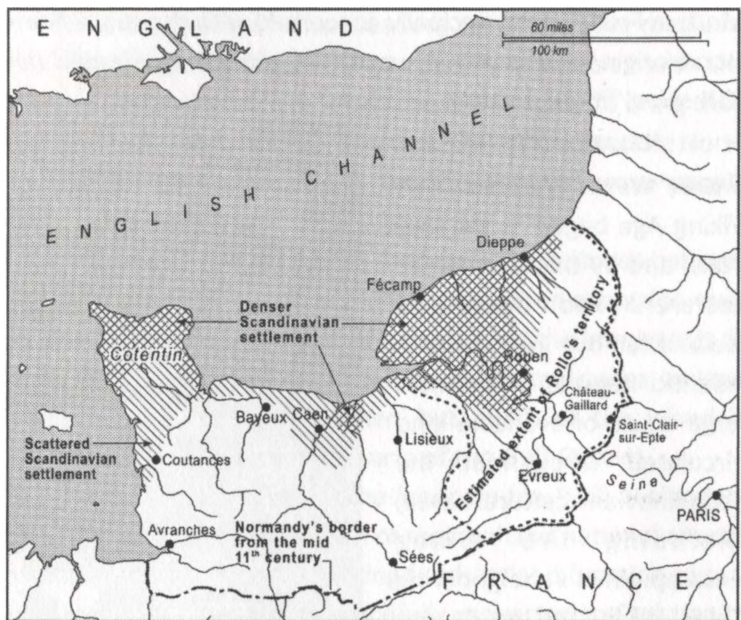 ENGLAND
60 miles
100 km
ENGLISH CHANNEL
Dieppe
Fécamp
Denser
Scandinavian
settlement
Cotentin
Rouen
Estimated extent of Rollo's territory
Château-
Gaillard
Bayeux
Caen
Saint-Clair-
sur-Epte
Lisieux
Scattered
Scandinavian
settlement
Coutances
Evreux
Seine
PARIS
Normandy's border
from the mid
11th century
Avranches
Sées
FRANCE